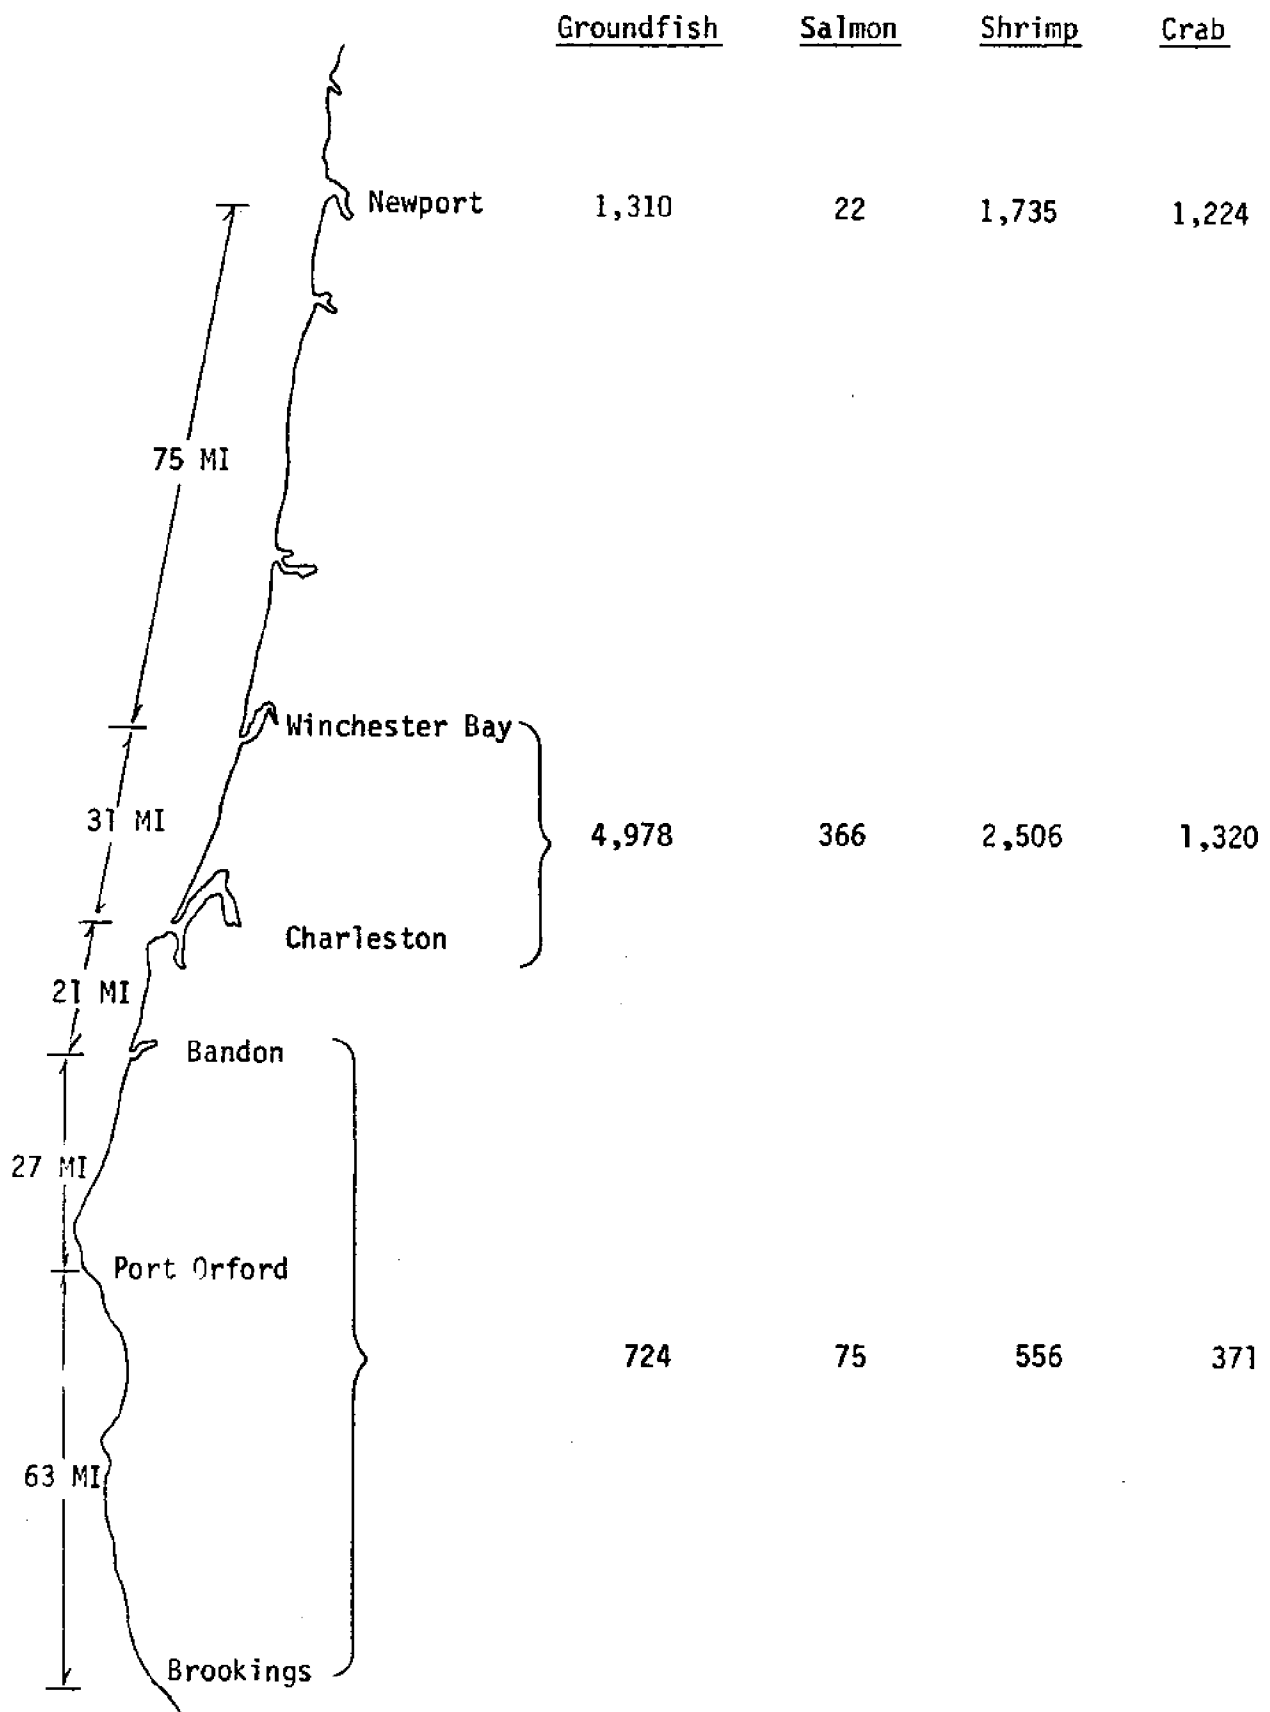 Groundfish Salmon Shrimp Crab
Newport 1,310 22 1,735 1,224
75 MI
Winchester Bay
31 MI 4,978 366 2,506 1,320
Charleston
21 MI
Bandon
27 MI
Port Orford
724 75 556 371
63 MI
Brookings